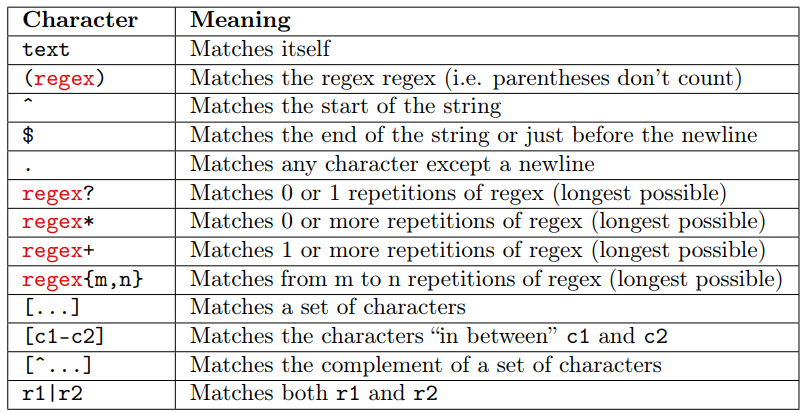 Character Meaning
text Matches itself
(regex) Matches the regex regex (i.e. parentheses don't count)
^ Matches the start of the string
$ Matches the end of the string or just before the newline
. Matches any character except a newline
regex? Matches 0 or 1 repetitions of regex (longest possible)
regex* Matches 0 or more repetitions of regex (longest possible)
regex+ Matches 1 or more repetitions of regex (longest possible)
regex{m,n} Matches from m to n repetitions of regex (longest possible)
[...] Matches a set of characters
[c1-c2] Matches the characters “in between” c1 and c2
[^...] Matches the complement of a set of characters
r1|r2 Matches both r1 and r2